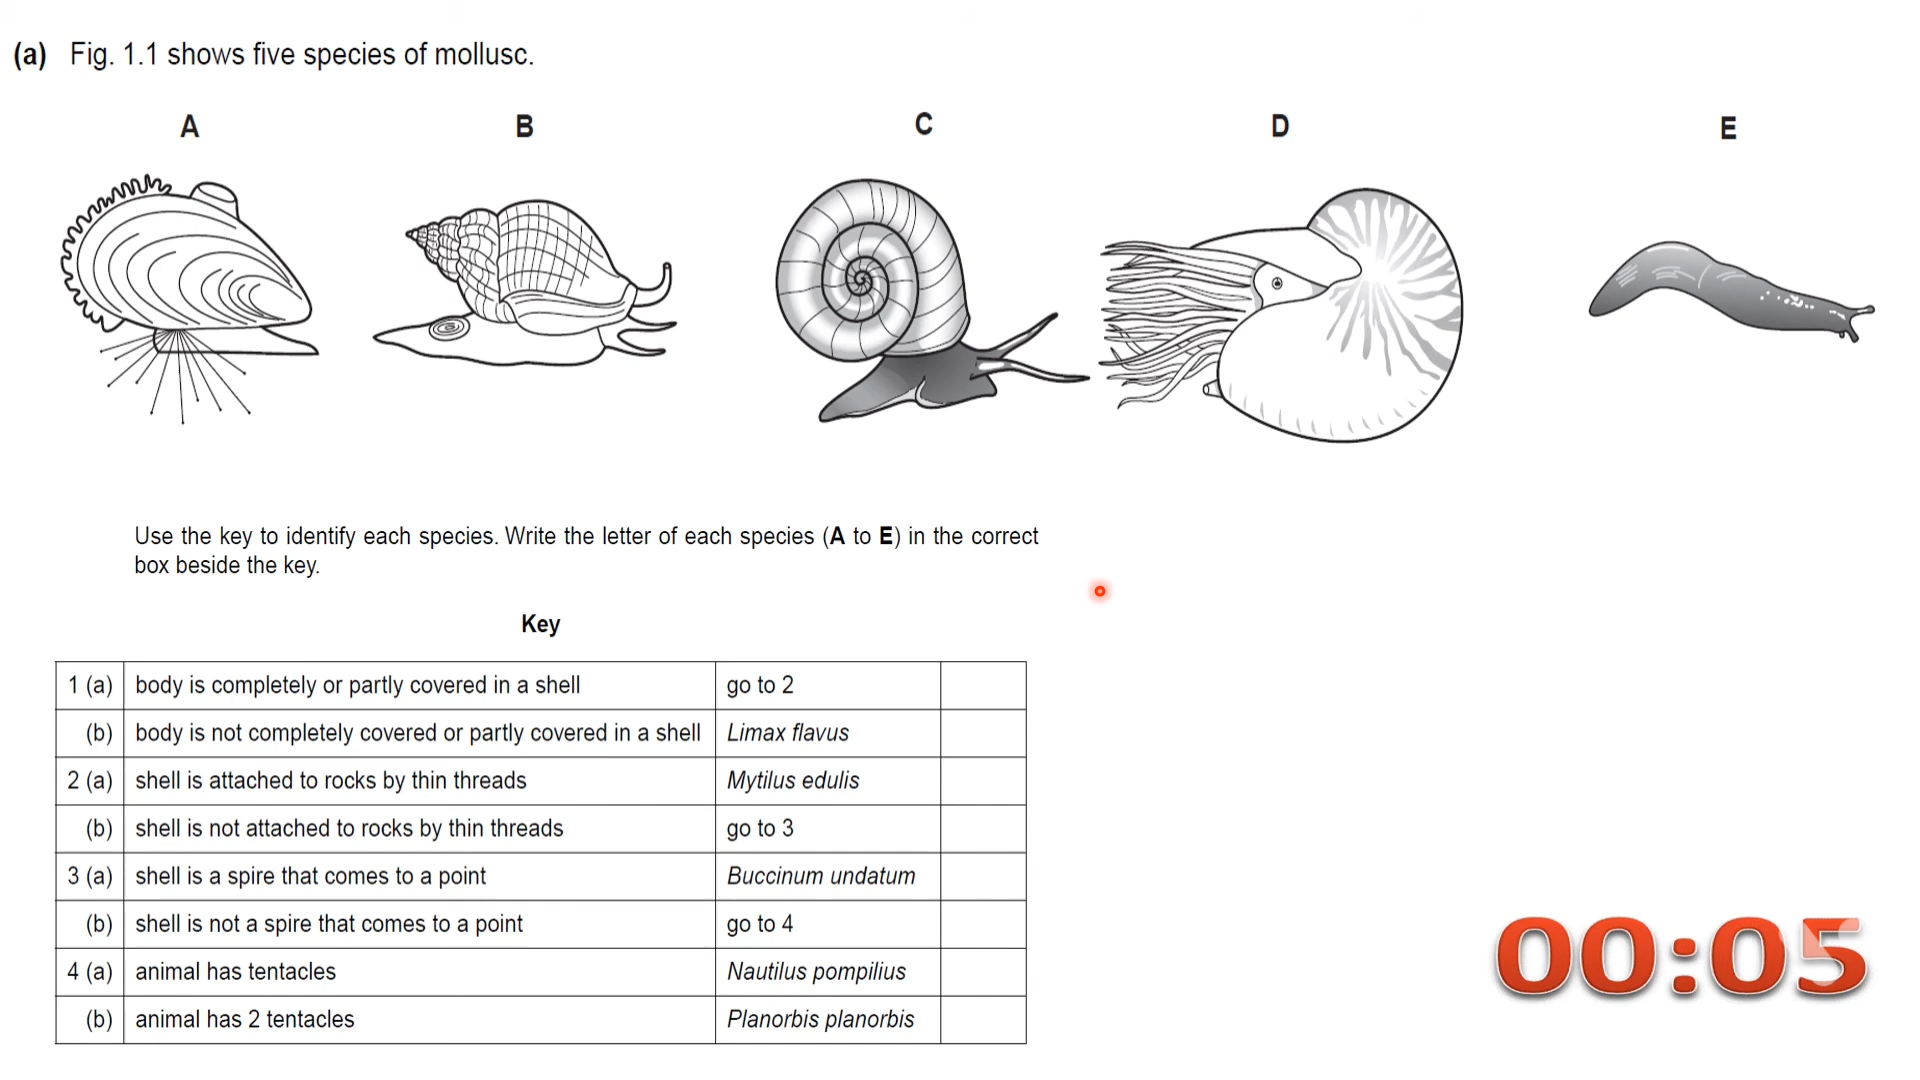 (a) Fig. 1.1 shows five species of mollusc.
A B C D E
Use the key to identify each species. Write the letter of each species (A to E) in the correct
box beside the key.
Key
1 (a) body is completely or partly covered in a shell go to 2
(b) body is not completely covered or partly covered in a shell Limax flavus
2 (a) shell is attached to rocks by thin threads Mytilus edulis
(b) shell is not attached to rocks by thin threads go to 3
3 (a) shell is a spire that comes to a point Buccinum undatum
(b) shell is not a spire that comes to a point go to 4
4 (a) animal has tentacles Nautilus pompilius
(b) animal has 2 tentacles Planorbis planorbis
00:05